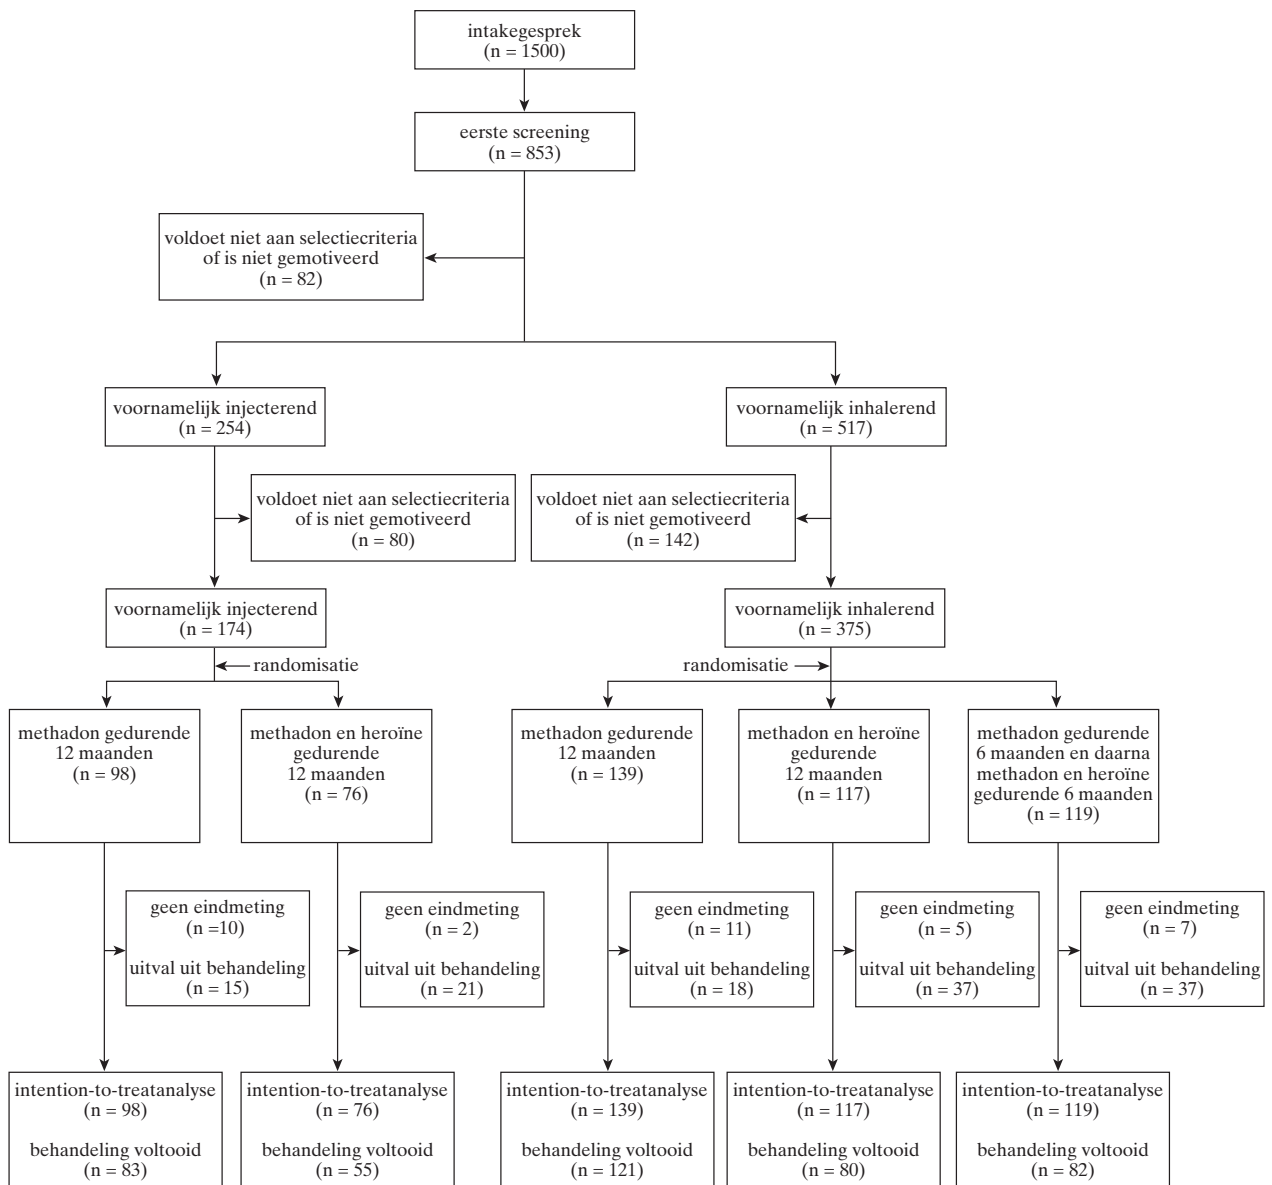 intakegesprek
(n = 1500)
eerste screening
(n = 853)
voldoet niet aan selectiecriteria
of is niet gemotiveerd
(n = 82)
voornamelijk injecterend
(n = 254)
voornamelijk inhalerend
(n = 517)
voldoet niet aan selectiecriteria
of is niet gemotiveerd
(n = 80)
voldoet niet aan selectiecriteria
of is niet gemotiveerd
(n = 142)
voornamelijk injecterend
(n = 174)
voornamelijk inhalerend
(n = 375)
randomisatie
randomisatie
methadon gedurende
12 maanden
(n = 98)
methadon en heroïne
gedurende
12 maanden
(n = 76)
methadon gedurende
12 maanden
(n = 139)
methadon en heroïne
gedurende
12 maanden
(n = 117)
methadon gedurende
6 maanden en daarna
methadon en heroïne
gedurende 6 maanden
(n = 119)
geen eindmeting
(n =10)
uitval uit behandeling
(n = 15)
geen eindmeting
(n = 2)
uitval uit behandeling
(n = 21)
geen eindmeting
(n = 11)
uitval uit behandeling
(n = 18)
geen eindmeting
(n = 5)
uitval uit behandeling
(n = 37)
geen eindmeting
(n = 7)
uitval uit behandeling
(n = 37)
intention-to-treatanalyse
(n = 98)
behandeling voltooid
(n = 83)
intention-to-treatanalyse
(n = 76)
behandeling voltooid
(n = 55)
intention-to-treatanalyse
(n = 139)
behandeling voltooid
(n = 121)
intention-to-treatanalyse
(n = 117)
behandeling voltooid
(n = 80)
intention-to-treatanalyse
(n = 119)
behandeling voltooid
(n = 82)